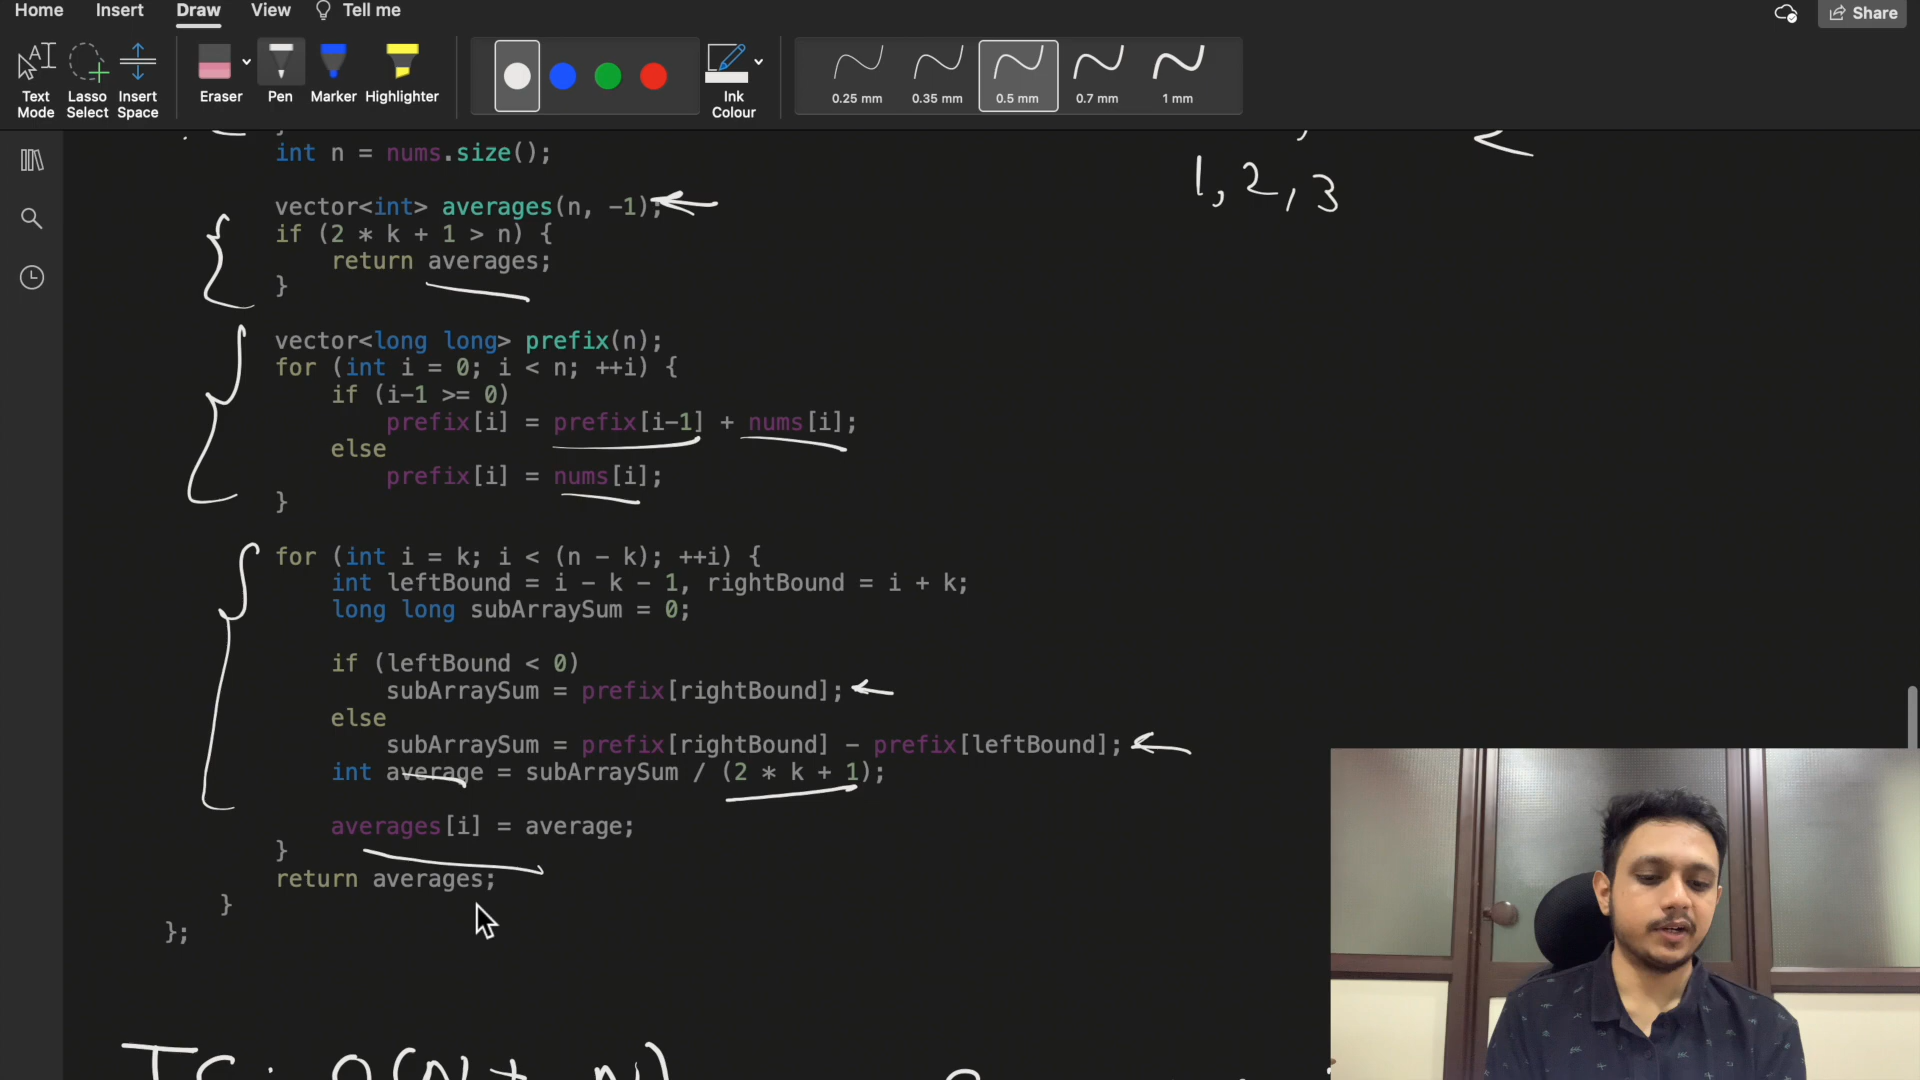 Home Insert Draw View Tell me Share
Text Mode Lasso Select Insert Space Eraser Pen Marker Highlighter Ink Colour 0.25 mm 0.35 mm 0.5 mm 0.7 mm 1 mm
}
int n = nums.size();
1, 2, 3
vector<int> averages(n, -1);
if (2 * k + 1 > n) {
return averages;
}
vector<long long> prefix(n);
for (int i = 0; i < n; ++i) {
if (i-1 >= 0)
prefix[i] = prefix[i-1] + nums[i];
else
prefix[i] = nums[i];
}
for (int i = k; i < (n - k); ++i) {
int leftBound = i - k - 1, rightBound = i + k;
long long subArraySum = 0;
if (leftBound < 0)
subArraySum = prefix[rightBound];
else
subArraySum = prefix[rightBound] - prefix[leftBound];
int average = subArraySum / (2 * k + 1);
averages[i] = average;
}
return averages;
}
};
TC: O(N + N)